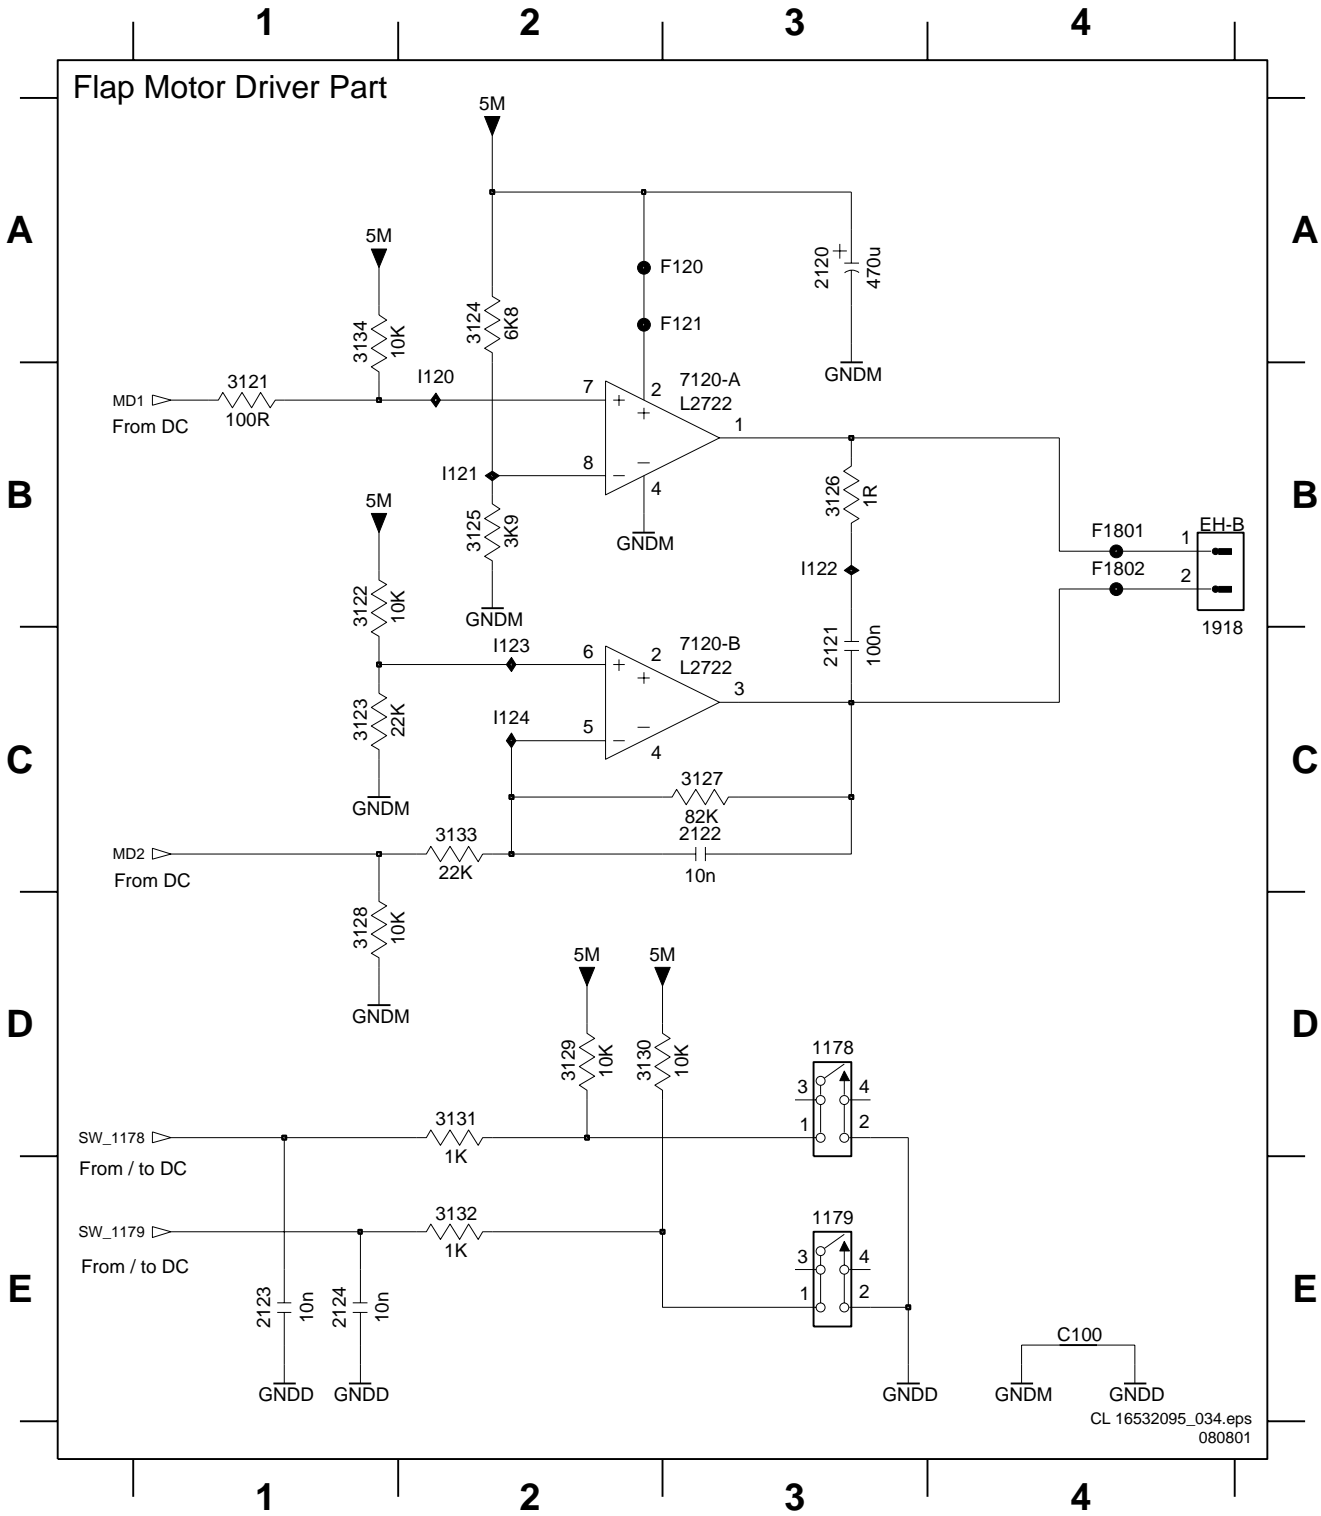 1 2 3 4
Flap Motor Driver Part
5M
A A
5M
F120
2120 + 470u
3124 6K8
F121
3134 10K
GNDM
3121 I120 7 2 7120-A
L2722
MD1 100R + + 1
From DC
I121 8 - - 4
B B
3126 1R
5M
3125 3K9 GNDM
F1801 1 EH-B
I122
F1802 2
3122 10K
GNDM
1918
I123 6 2 7120-B
L2722
2121 100n
+ + 3
3123 22K
I124 5 - - 4
C C
3127
82K
GNDM
3133 2122
MD2 22K 10n
From DC
3128 10K
5M 5M
GNDM
D D
3129 10K 3130 10K
1178
3 4
3131 1 2
SW_1178 1K
From / to DC
3132 1179
SW_1179 1K
3 4
From / to DC
E E
2123 10n 2124 10n 1 2
C100
GNDD GNDD GNDD GNDM GNDD
CL 16532095_034.eps
080801
1 2 3 4